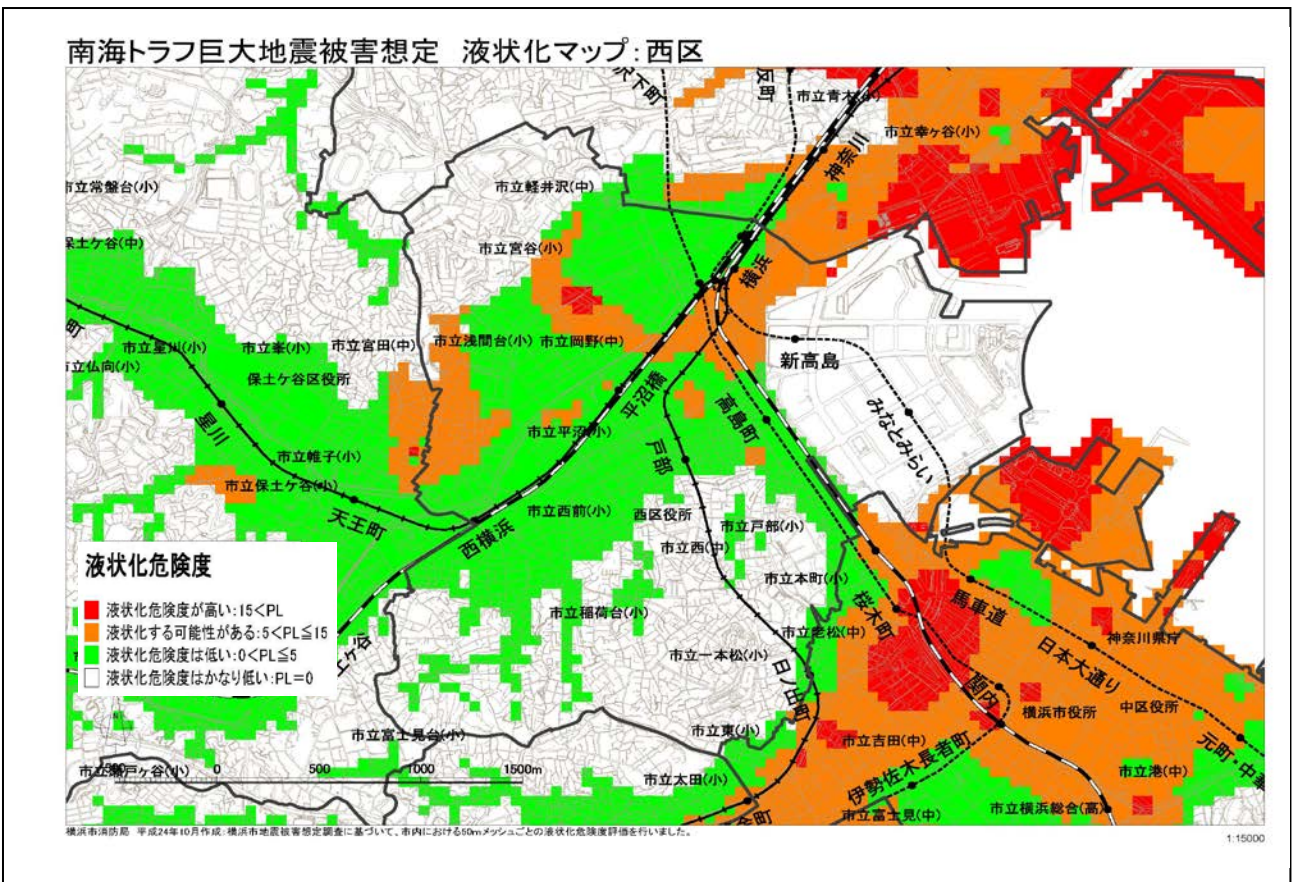 南海トラフ巨大地震被害想定 液状化マップ:西区
沢下町
反町
市立青木(小)
市立幸ヶ谷(小)
神奈川
市立常盤台(小)
市立軽井沢(中)
保土ケ谷(中)
市立宮谷(小)
横浜
市立星川(小)
市立峯(小)
市立宮田(中)
市立浅間台(小)
市立岡野(中)
新高島
市立仏向(小)
保土ケ谷区役所
平沼橋
高島町
みなとみらい
星川
市立平沼(小)
戸部
市立帷子(小)
市立保土ケ谷(小)
天王町
西横浜
市立西前(小)
西区役所
市立戸部(小)
市立西(中)
市立本町(小)
液状化危険度
液状化危険度が高い:15<PL
液状化する可能性がある:5<PL≦15
液状化危険度は低い:0<PL≦5
液状化危険度はかなり低い:PL=0
市立稲荷台(小)
市立老松(中)
桜木町
馬車道
神奈川県庁
日本大通り
市立一本松(小)
日ノ出町
関内
横浜市役所
中区役所
市立富士見台(小)
市立東(小)
市立吉田(中)
元町・中華
市立瀬戸ヶ谷(小)
0 500 1000 1500m
市立太田(小)
伊勢佐木長者町
市立港(中)
市立富士見(中)
市立横浜総合(高)
横浜市消防局 平成24年10月作成:横浜市地震被害想定調査に基づいて、市内における50mメッシュごとの液状化危険度評価を行いました。
1:15000